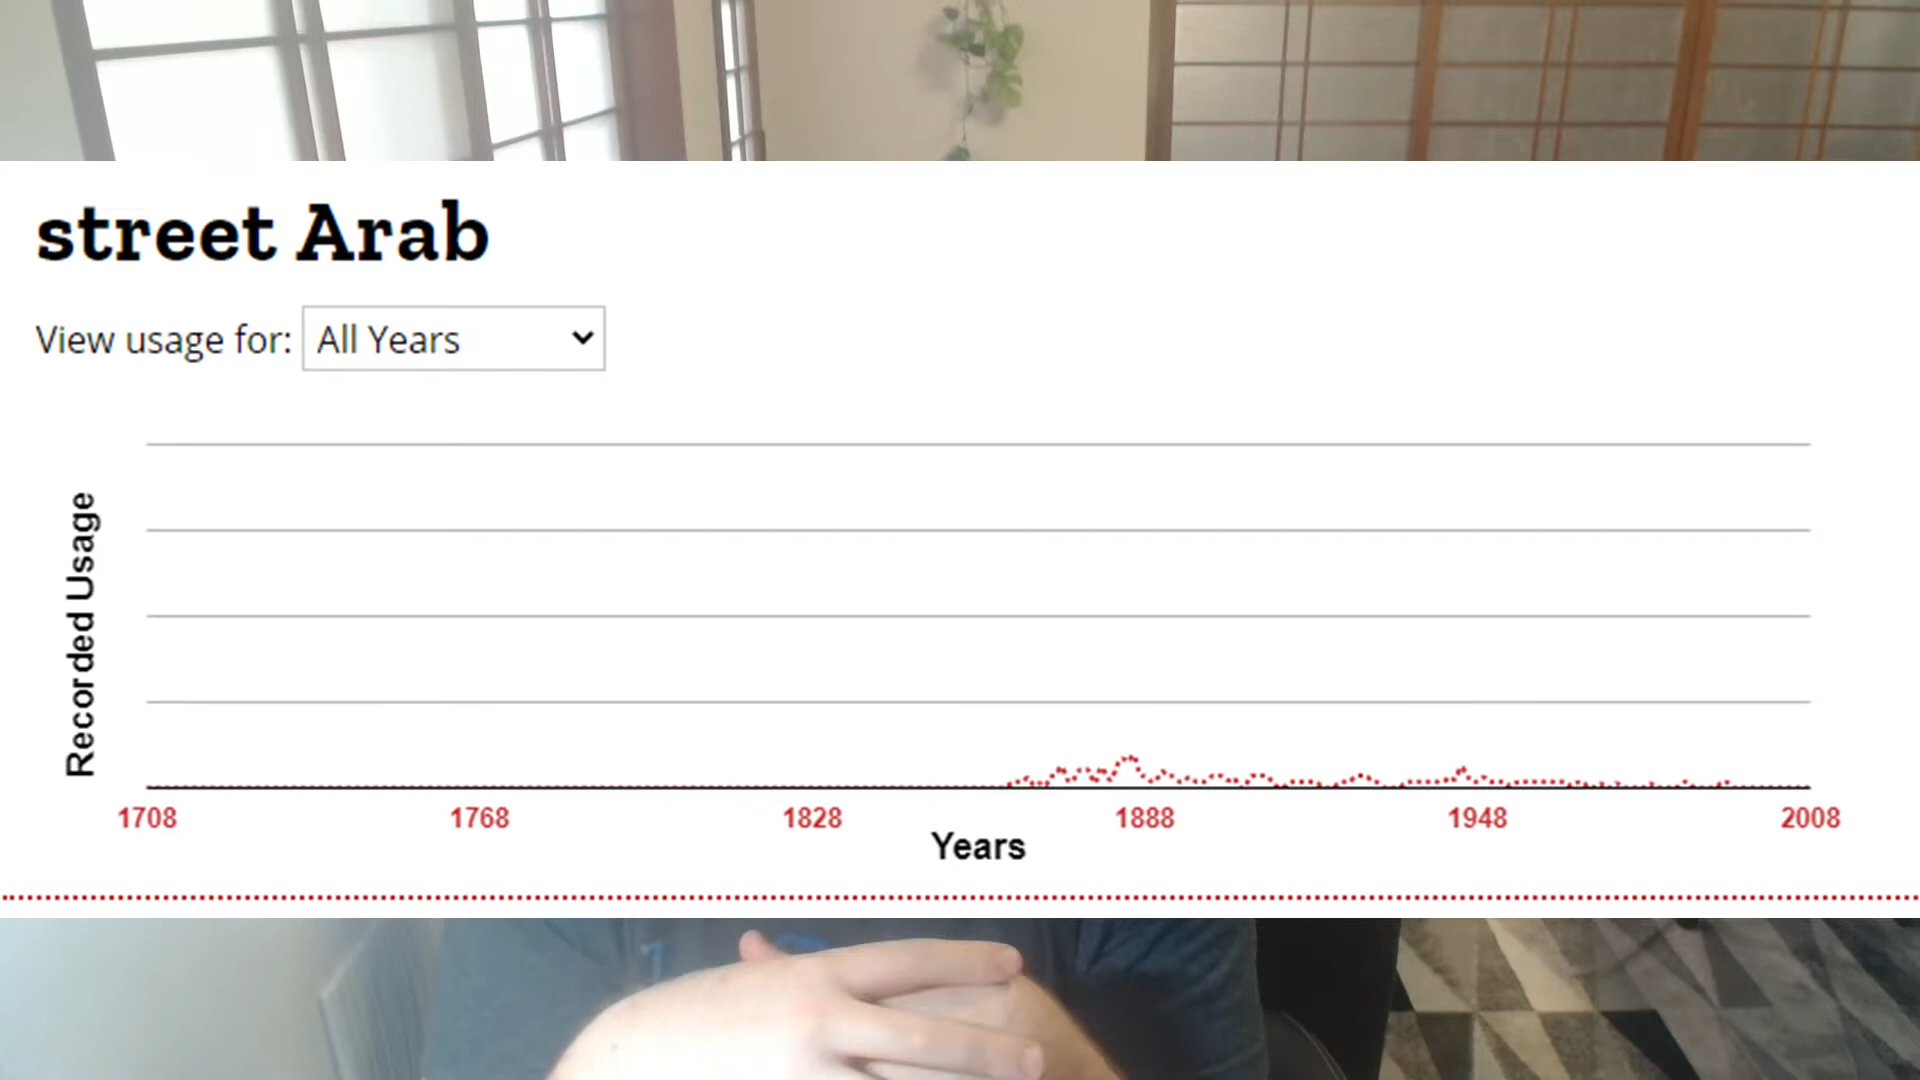 street Arab
View usage for: All Years
Recorded Usage
1708 1768 1828 1888 1948 2008
Years